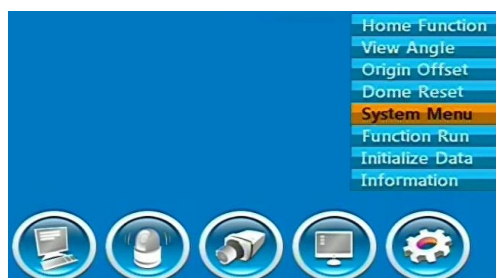 Home Function
View Angle
Origin Offset
Dome Reset
System Menu
Function Run
Initialize Data
Information